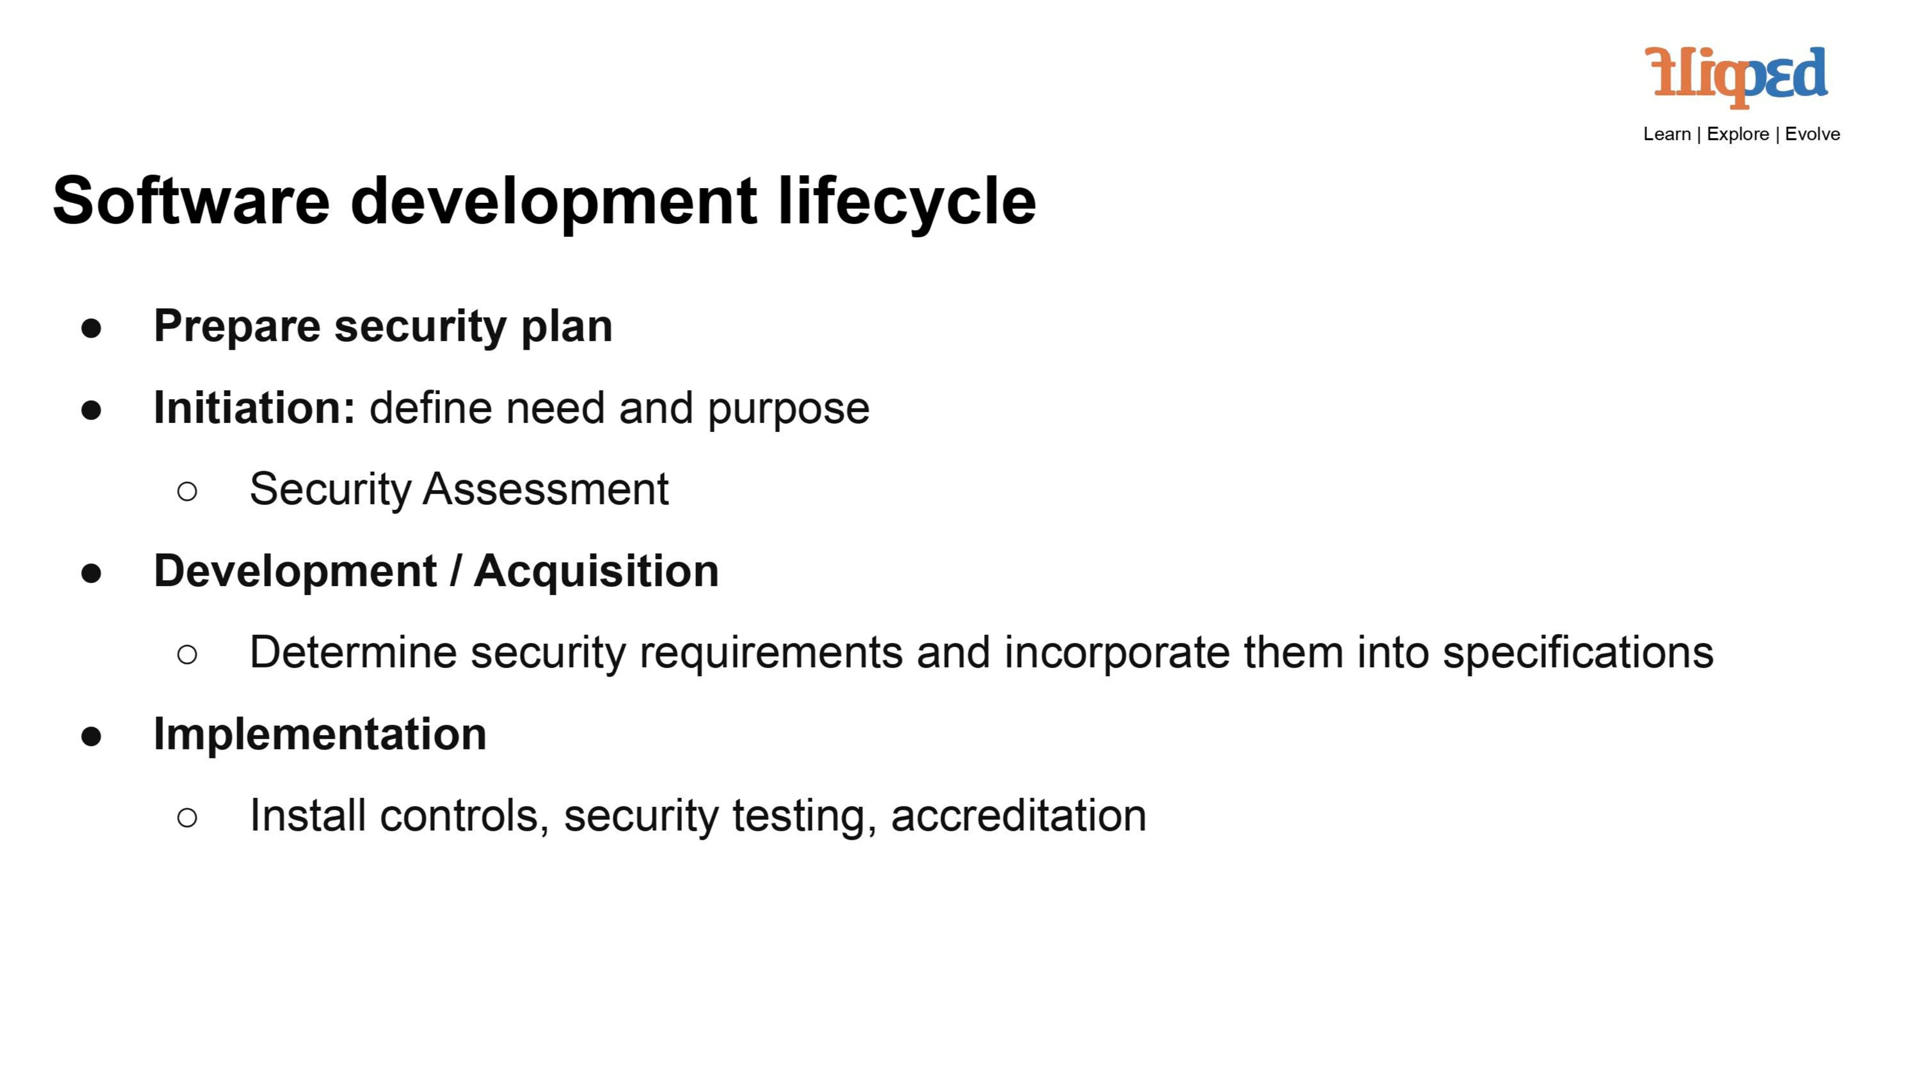 fliqped
Learn | Explore | Evolve
Software development lifecycle
● Prepare security plan
● Initiation: define need and purpose
○ Security Assessment
● Development / Acquisition
○ Determine security requirements and incorporate them into specifications
● Implementation
○ Install controls, security testing, accreditation